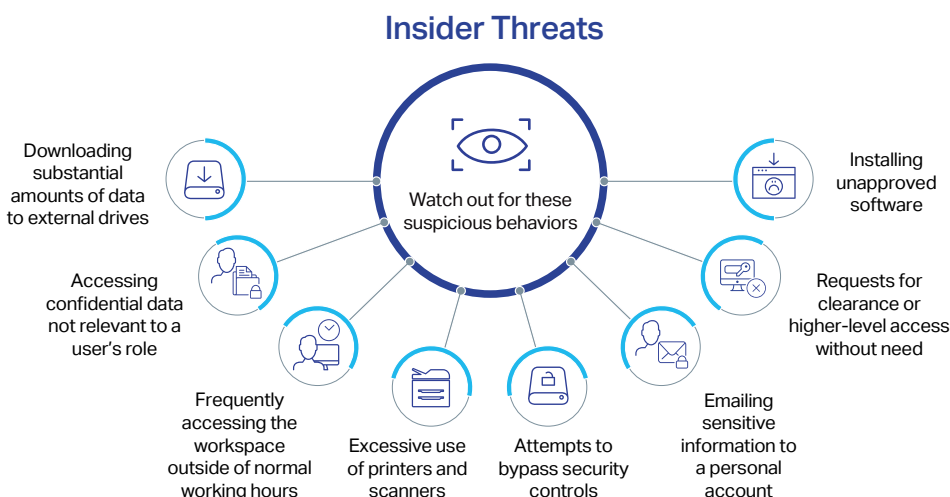 Insider Threats
Watch out for these
suspicious behaviors
Downloading
substantial
amounts of data
to external drives
Accessing
confidential data
not relevant to a
user's role
Frequently
accessing the
workspace
outside of normal
working hours
Excessive use
of printers and
scanners
Attempts to
bypass security
controls
Emailing
sensitive
information to
a personal
account
Requests for
clearance or
higher-level access
without need
Installing
unapproved
software